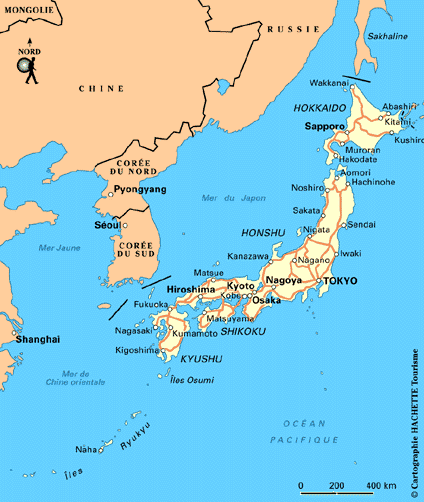 MONGOLIE
RUSSIE
Sakhaline
NORD
CHINE
Wakkanai
HOKKAIDO
Abashiri
Kitami
Sapporo
Kushiro
Muroran
Hakodate
CORÉE
DU NORD
Aomori
Hachinohe
Pyongyang
Noshiro
Mer du Japon
Sakata
Séoul
HONSHU
Sendai
Nigata
Mer Jaune
CORÉE
DU SUD
Iwaki
Kanazawa
Nagano
Matsue
Nagoya
TOKYO
Hiroshima
Kyoto
Kobé
Osaka
Fukuoka
Matsuyama
Nagasaki
Kumamoto
SHIKOKU
Shanghaï
Kigoshima
KYUSHU
Mer de
Chine orientale
Îles Osumi
OCÉAN
PACIFIQUE
Ryukyu
Naha
Îles
0 200 400 km
© Cartographie HACHETTE Tourisme